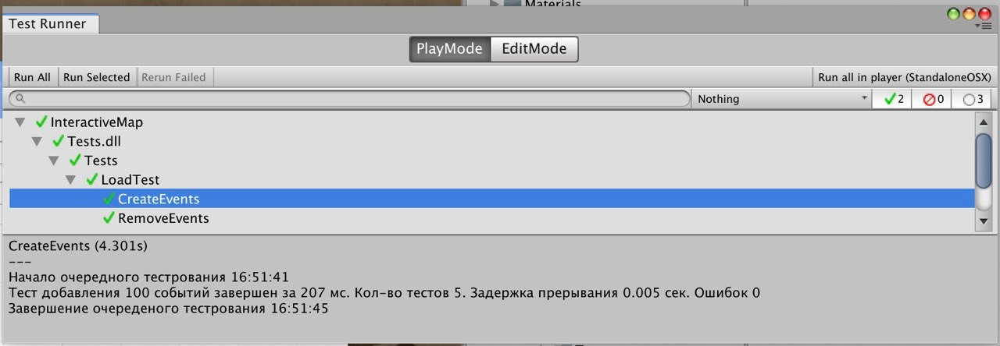 Materials
Test Runner
PlayMode EditMode
Run All Run Selected Rerun Failed Run all in player (StandaloneOSX)
Nothing 2 0 3
InteractiveMap
Tests.dll
Tests
LoadTest
CreateEvents
RemoveEvents
CreateEvents (4.301s)
---
Начало очередного тестрования 16:51:41
Тест добавления 100 событий завершен за 207 мс. Кол-во тестов 5. Задержка прерывания 0.005 сек. Ошибок 0
Завершение очереденого тестрования 16:51:45